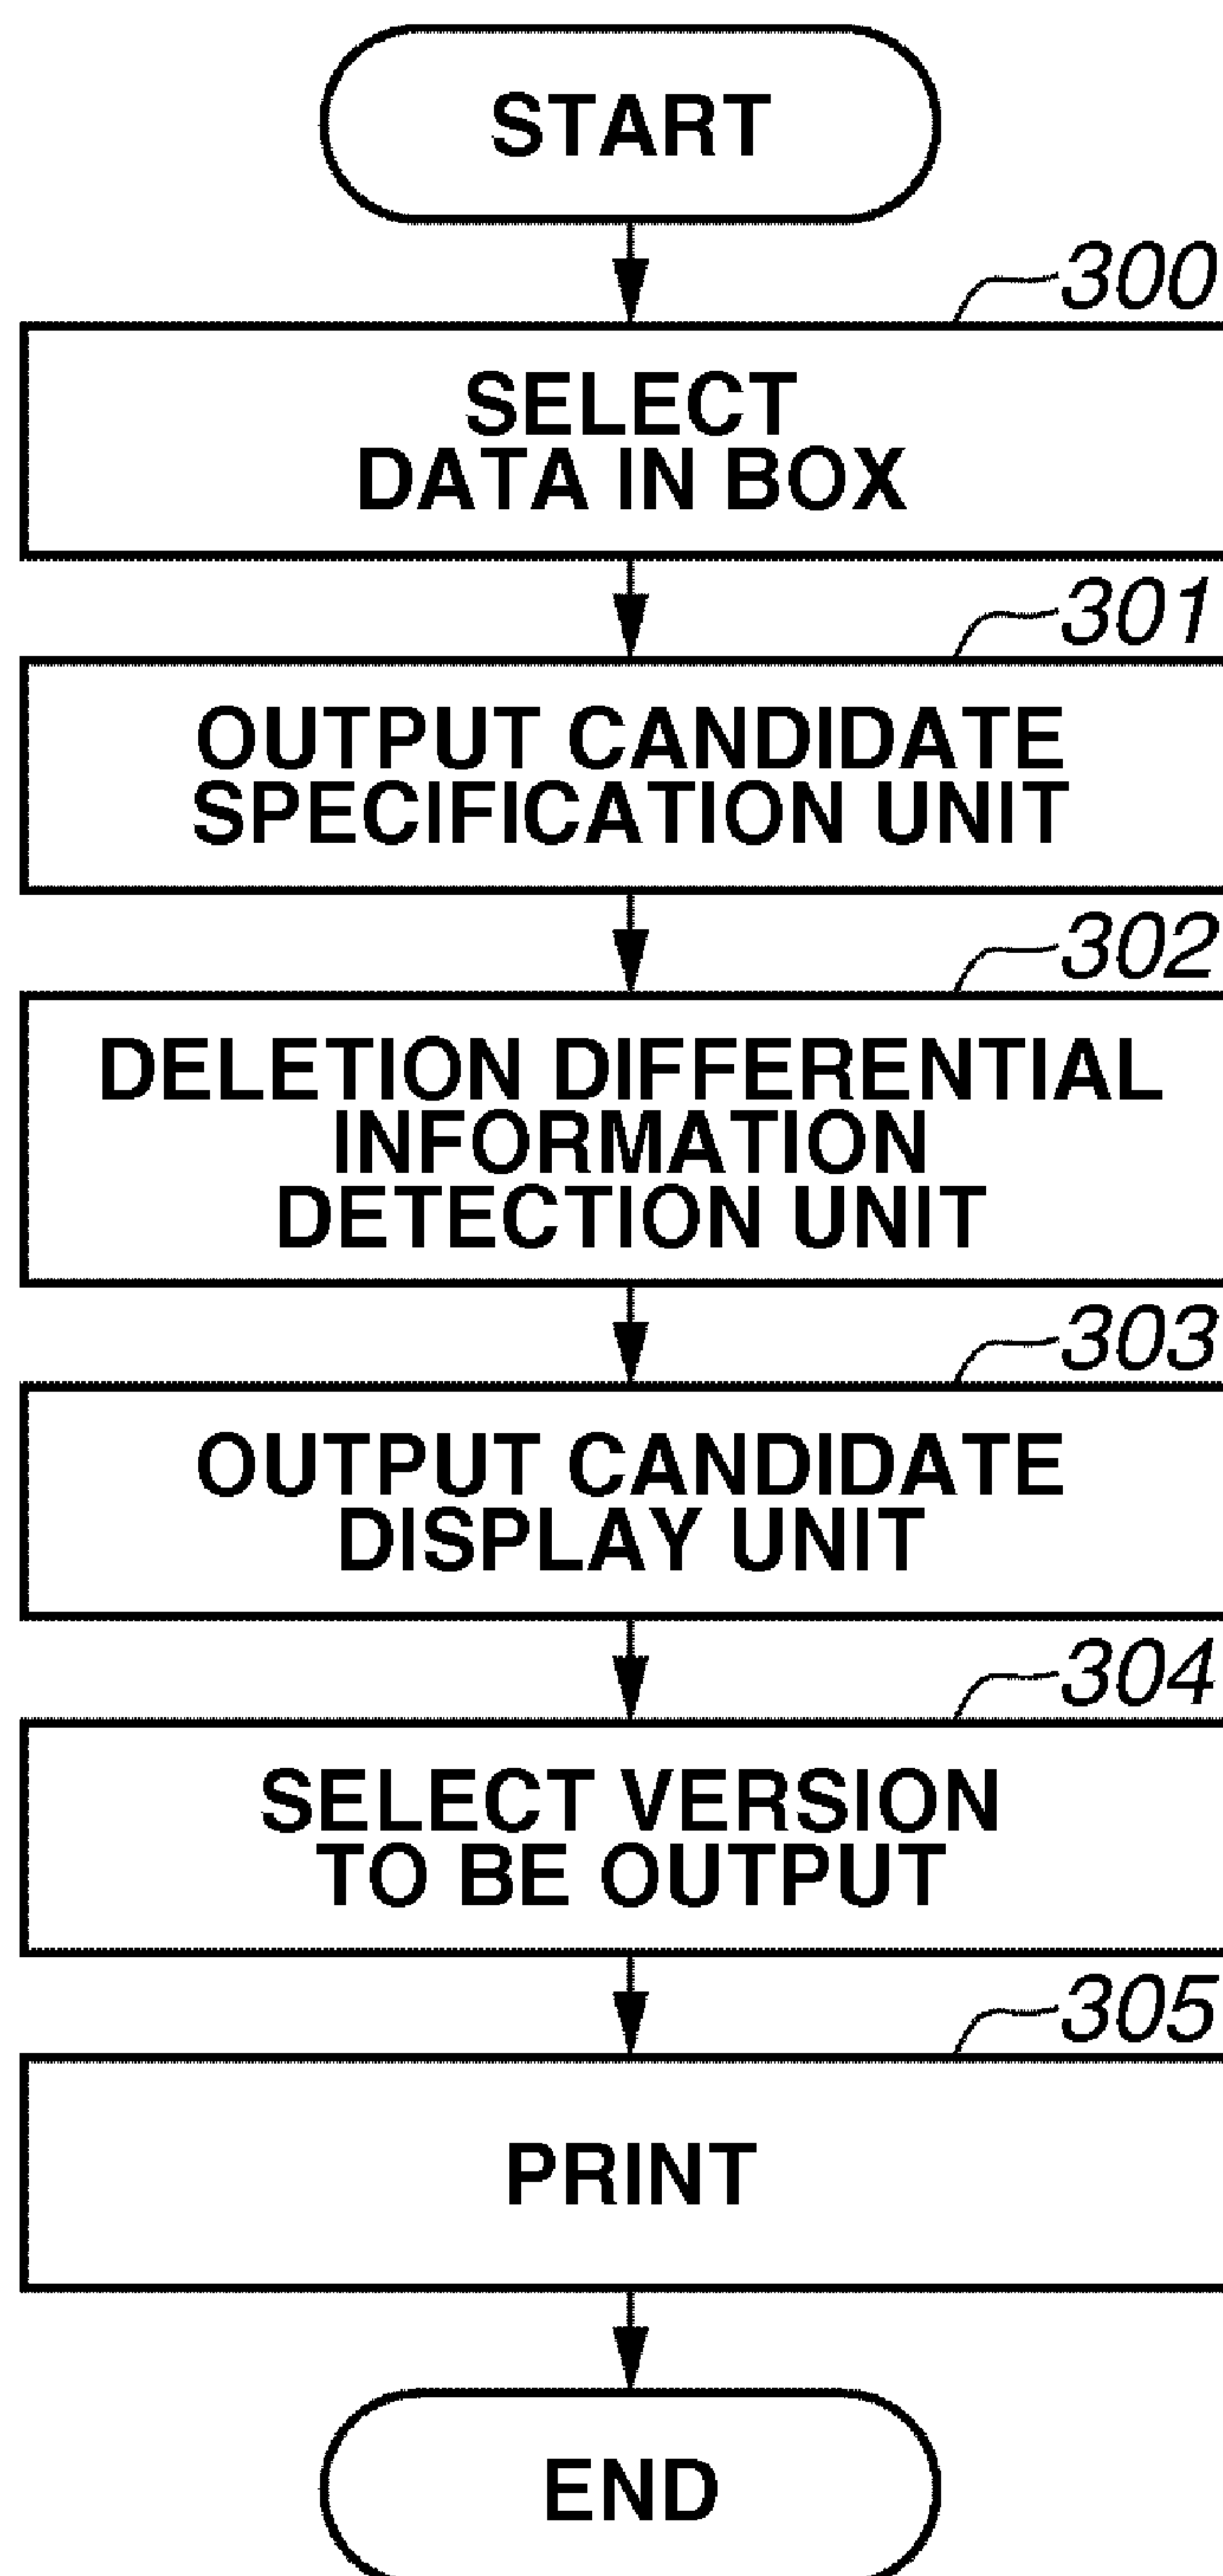 START
300
SELECT
DATA IN BOX
301
OUTPUT CANDIDATE
SPECIFICATION UNIT
302
DELETION DIFFERENTIAL
INFORMATION
DETECTION UNIT
303
OUTPUT CANDIDATE
DISPLAY UNIT
304
SELECT VERSION
TO BE OUTPUT
305
PRINT
END